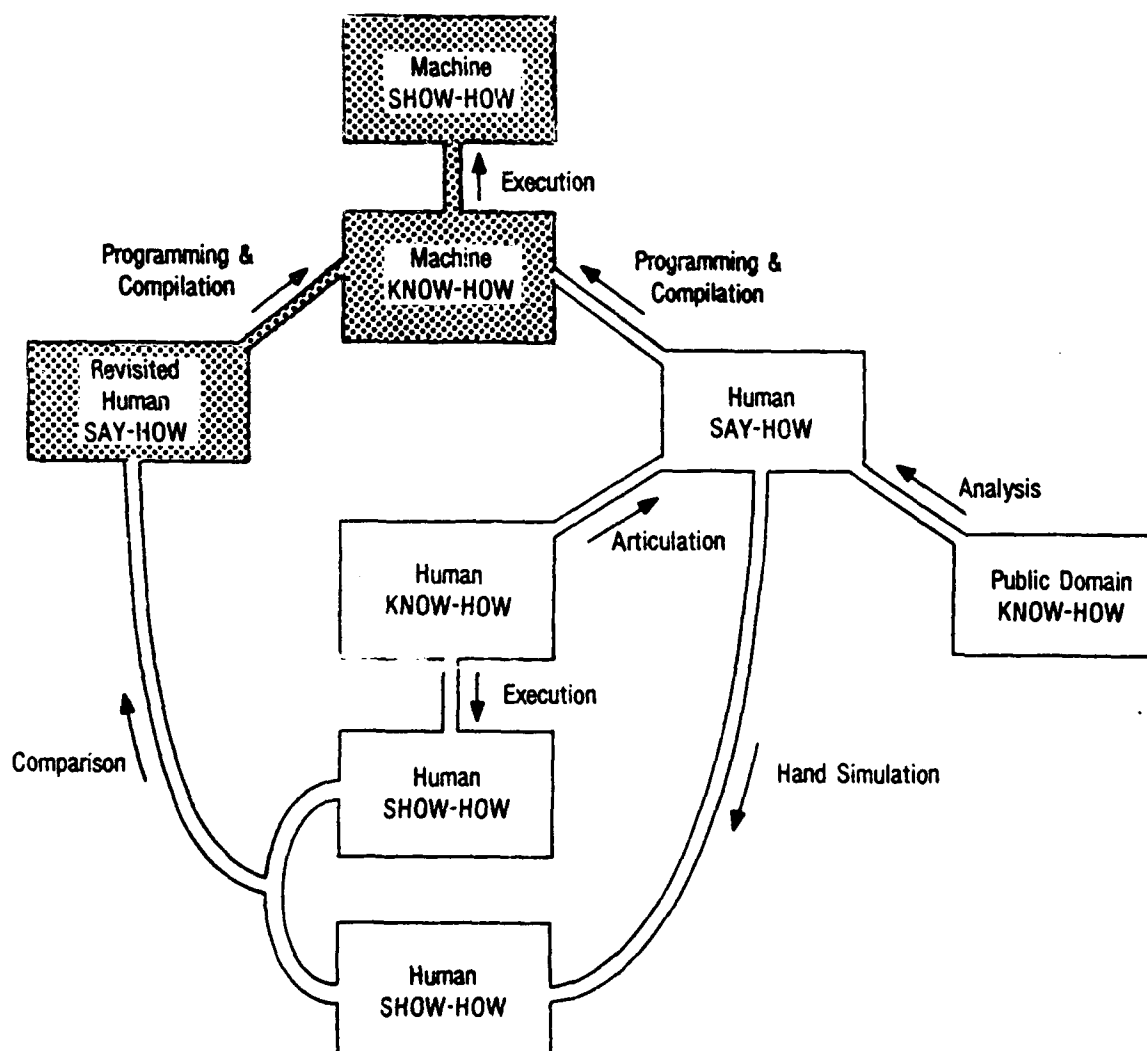 Machine
SHOW-HOW
Execution
Programming &
Compilation
Machine
KNOW-HOW
Programming &
Compilation
Revisited
Human
SAY-HOW
Human
SAY-HOW
Analysis
Articulation
Human
KNOW-HOW
Public Domain
KNOW-HOW
Execution
Comparison
Human
SHOW-HOW
Hand Simulation
Human
SHOW-HOW